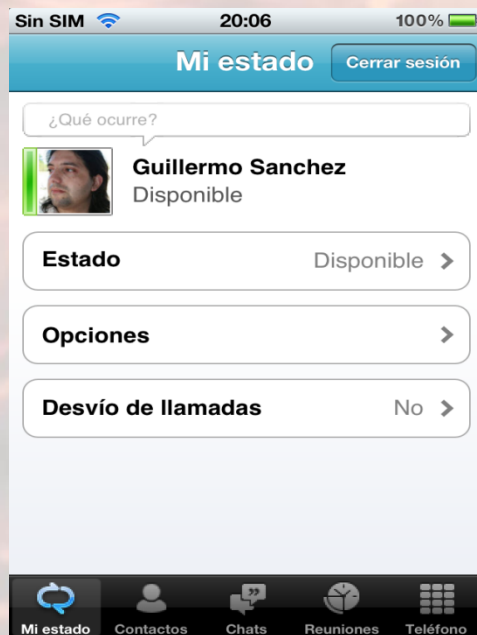 Sin SIM 20:06 100%
Mi estado Cerrar sesión
¿Qué ocurre?
Guillermo Sanchez
Disponible
Estado Disponible
Opciones
Desvío de llamadas No
Mi estado Contactos Chats Reuniones Teléfono